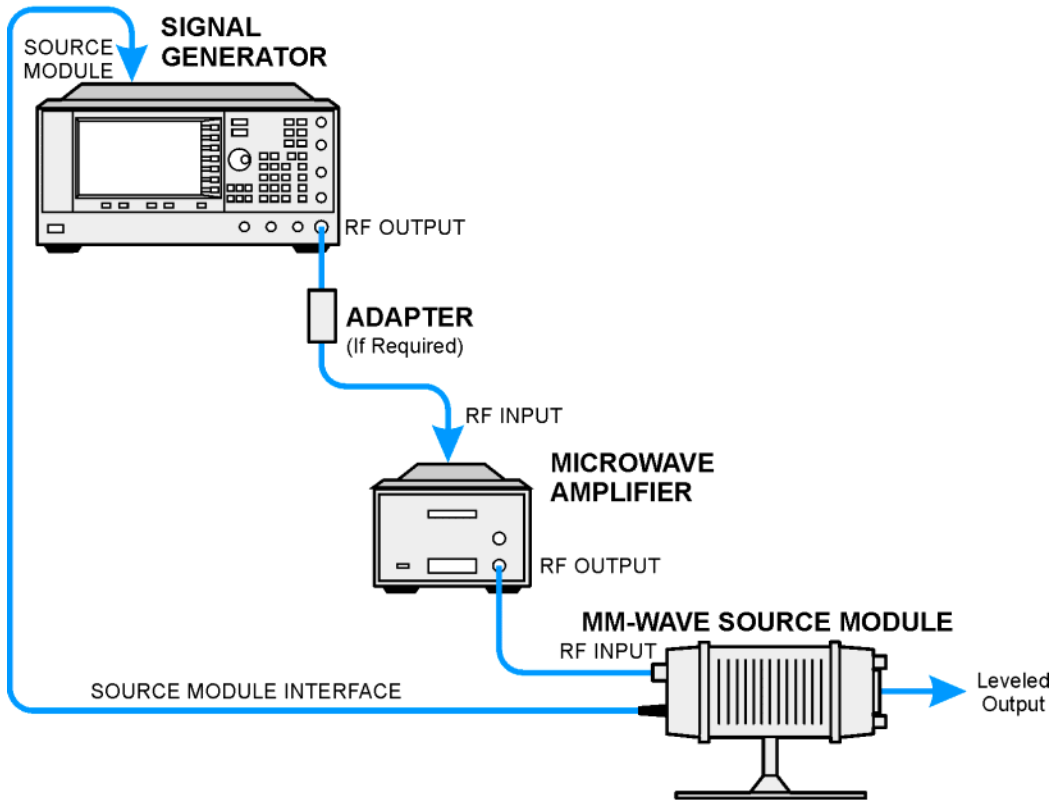 SIGNAL
GENERATOR
SOURCE
MODULE
RF OUTPUT
ADAPTER
(If Required)
RF INPUT
MICROWAVE
AMPLIFIER
RF OUTPUT
MM-WAVE SOURCE MODULE
RF INPUT
SOURCE MODULE INTERFACE
Leveled
Output